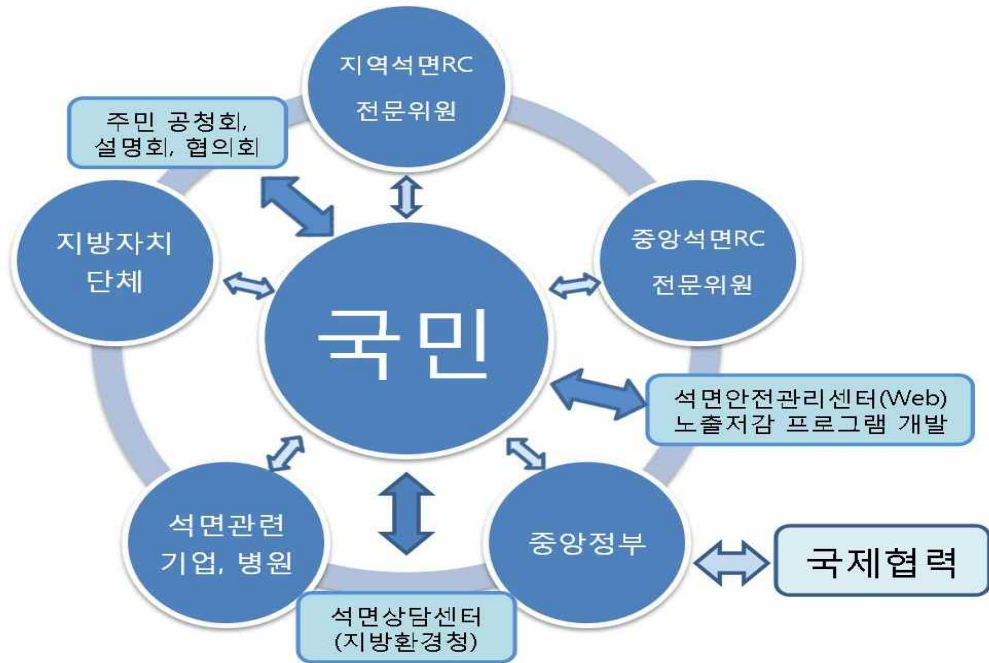 지역석면RC
전문위원
주민 공청회,
설명회, 협의회
지방자치
단체
중앙석면RC
전문위원
국민
석면안전관리센터(Web)
노출저감 프로그램 개발
석면관련
기업, 병원
중앙정부
국제협력
석면상담센터
(지방환경청)